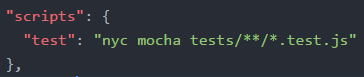 "scripts": {
"test": "nyc mocha tests/**/*.test.js"
},